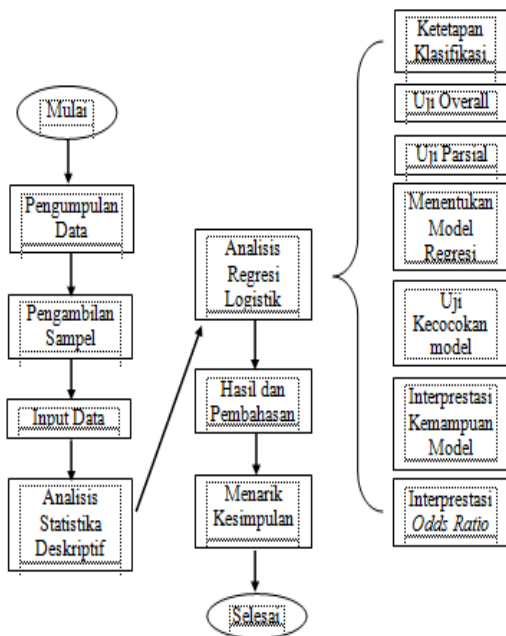 Mulai
Pengumpulan
Data
Pengambilan
Sampel
Input Data
Analisis
Statistika
Deskriptif
Analisis
Regresi
Logistik
Hasil dan
Pembahasan
Menarik
Kesimpulan
Selesai
Ketetapan
Klasifikasi
Uji Overall
Uji Parsial
Menentukan
Model
Regresi
Uji
Kecocokan
model
Interprestasi
Kemampuan
Model
Interprestasi
Odds Ratio